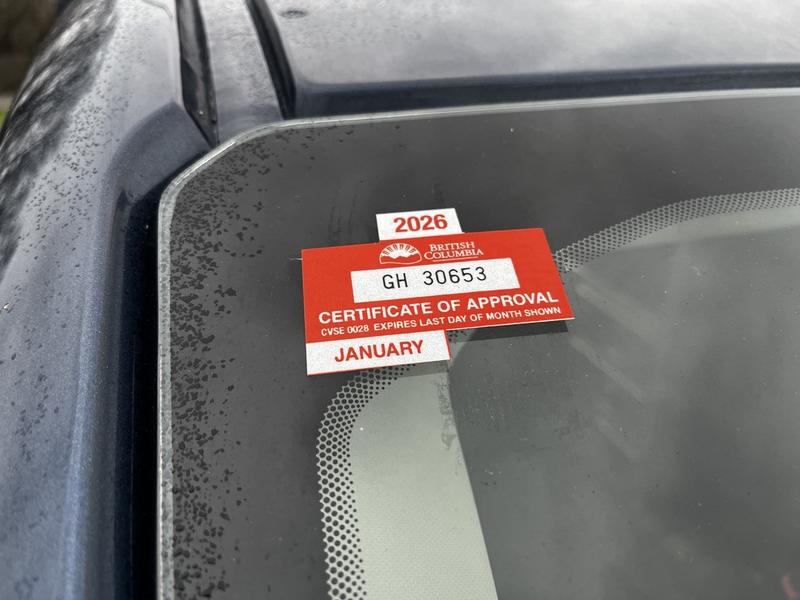 2026
BRITISH
COLUMBIA
GH 30653
CERTIFICATE OF APPROVAL
CVSE 0028 EXPIRES LAST DAY OF MONTH SHOWN
JANUARY